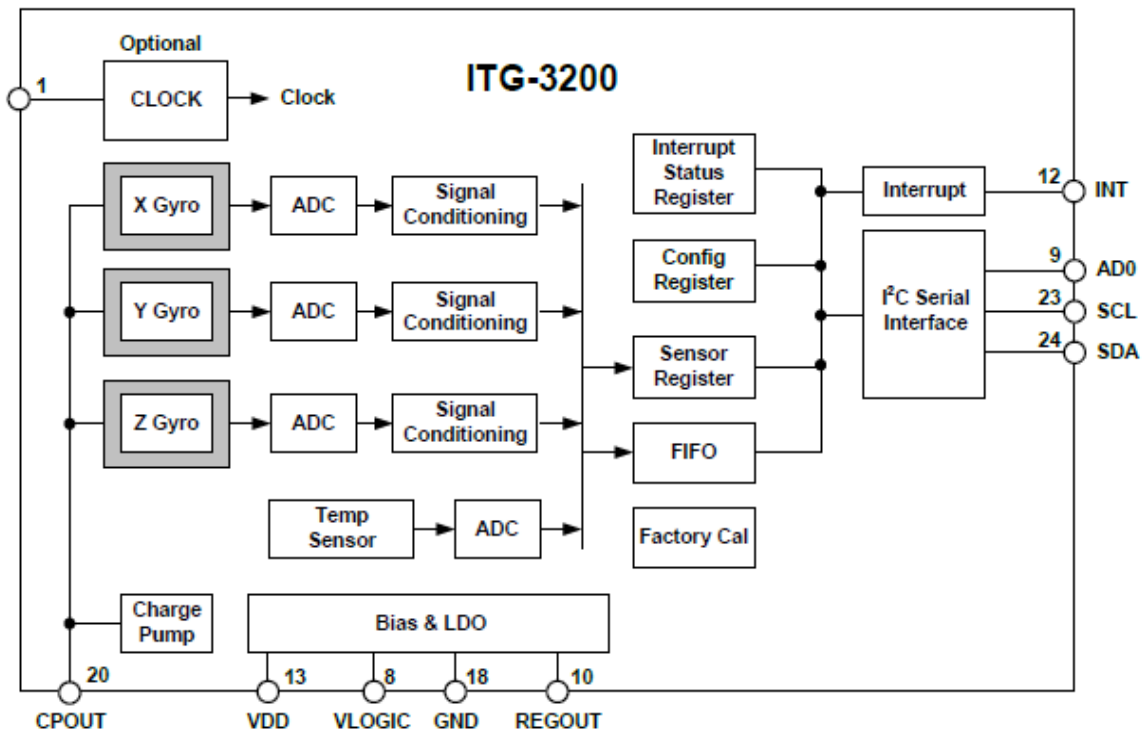 Optional
ITG-3200
1
CLOCK
Clock
Interrupt
Status
Register
X Gyro
ADC
Signal
Conditioning
Interrupt
12
INT
Config
Register
9
AD0
Y Gyro
ADC
Signal
Conditioning
I²C Serial
Interface
23
SCL
24
SDA
Sensor
Register
Z Gyro
ADC
Signal
Conditioning
FIFO
Temp
Sensor
ADC
Factory Cal
Charge
Pump
Bias & LDO
20
13
8
18
10
CPOUT
VDD
VLOGIC
GND
REGOUT